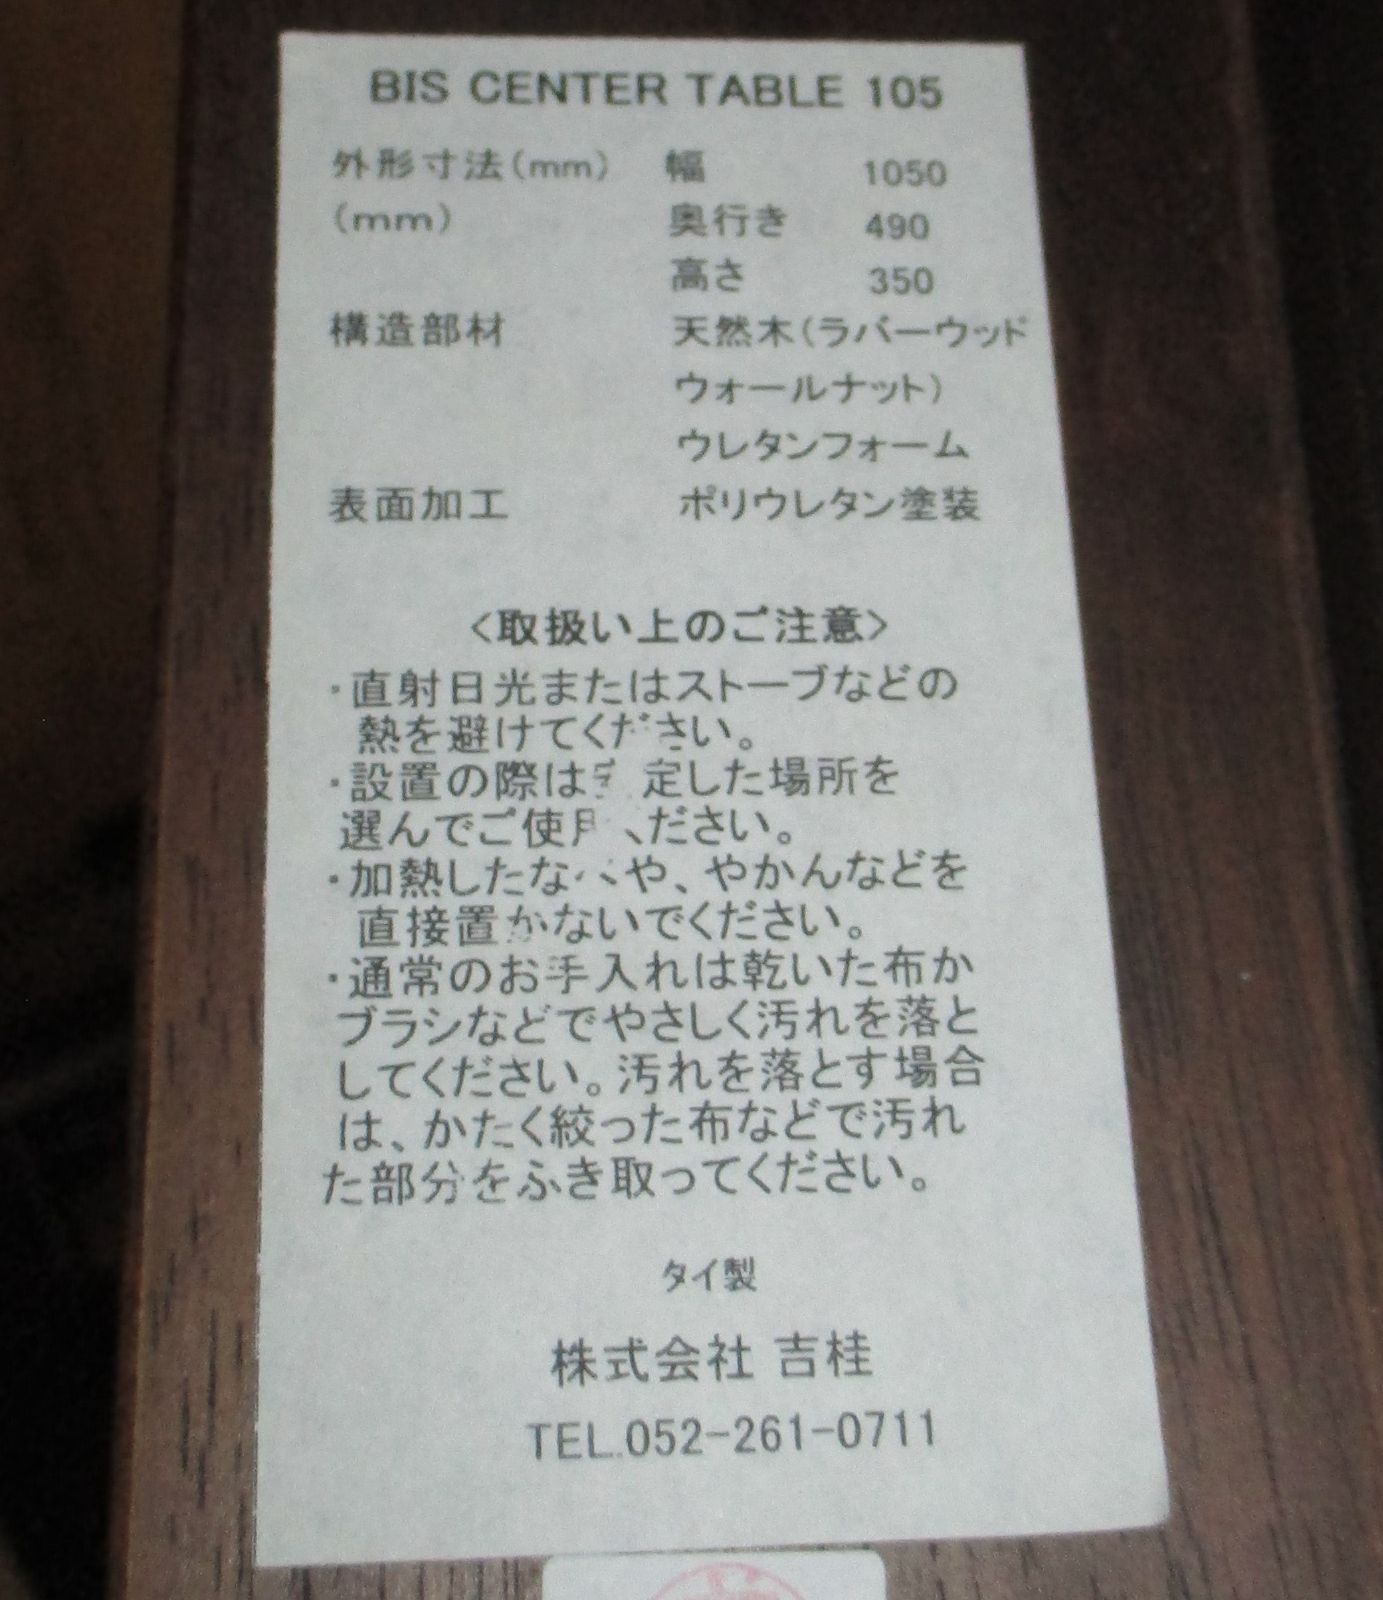 BIS CENTER TABLE 105
外形寸法(mm) 幅 1050
(mm) 奥行き 490
高さ 350
構造部材 天然木(ラバーウッド
ウォールナット)
ウレタンフォーム
表面加工 ポリウレタン塗装
<取扱い上のご注意>
・直射日光またはストーブなどの
熱を避けてください。
・設置の際は 定した場所を
選んでご使用ください。
・加熱したなべや、やかんなどを
直接置かないでください。
・通常のお手入れは乾いた布か
ブラシなどでやさしく汚れを落と
してください。汚れを落とす場合
は、かたく絞った布などで汚れ
た部分をふき取ってください。
タイ製
株式会社 吉桂
TEL.052-261-0711